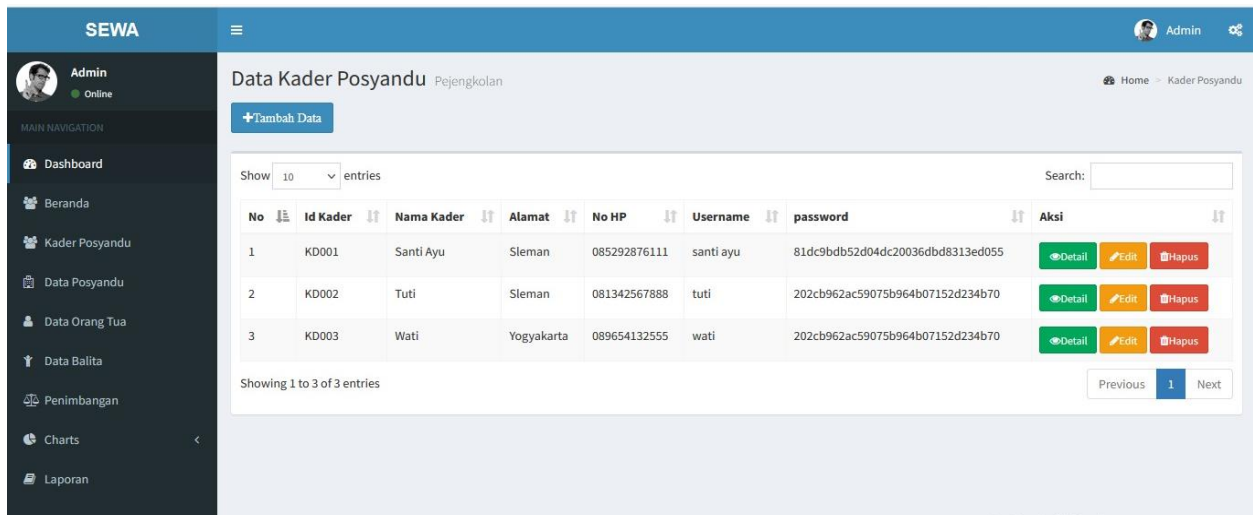 SEWA
Admin
Admin
Online
Data Kader Posyandu Pejengkolan
Home > Kader Posyandu
MAIN NAVIGATION
+Tambah Data
Dashboard
Show 10 entries Search:
Beranda
No Id Kader Nama Kader Alamat No HP Username password Aksi
Kader Posyandu
1 KD001 Santi Ayu Sleman 085292876111 santi ayu 81dc9bdb52d04dc20036dbd8313ed055 Detail Edit Hapus
Data Posyandu
2 KD002 Tuti Sleman 081342567888 tuti 202cb962ac59075b964b07152d234b70 Detail Edit Hapus
Data Orang Tua
3 KD003 Wati Yogyakarta 089654132555 wati 202cb962ac59075b964b07152d234b70 Detail Edit Hapus
Data Balita
Showing 1 to 3 of 3 entries Previous 1 Next
Penimbangan
Charts <
Laporan